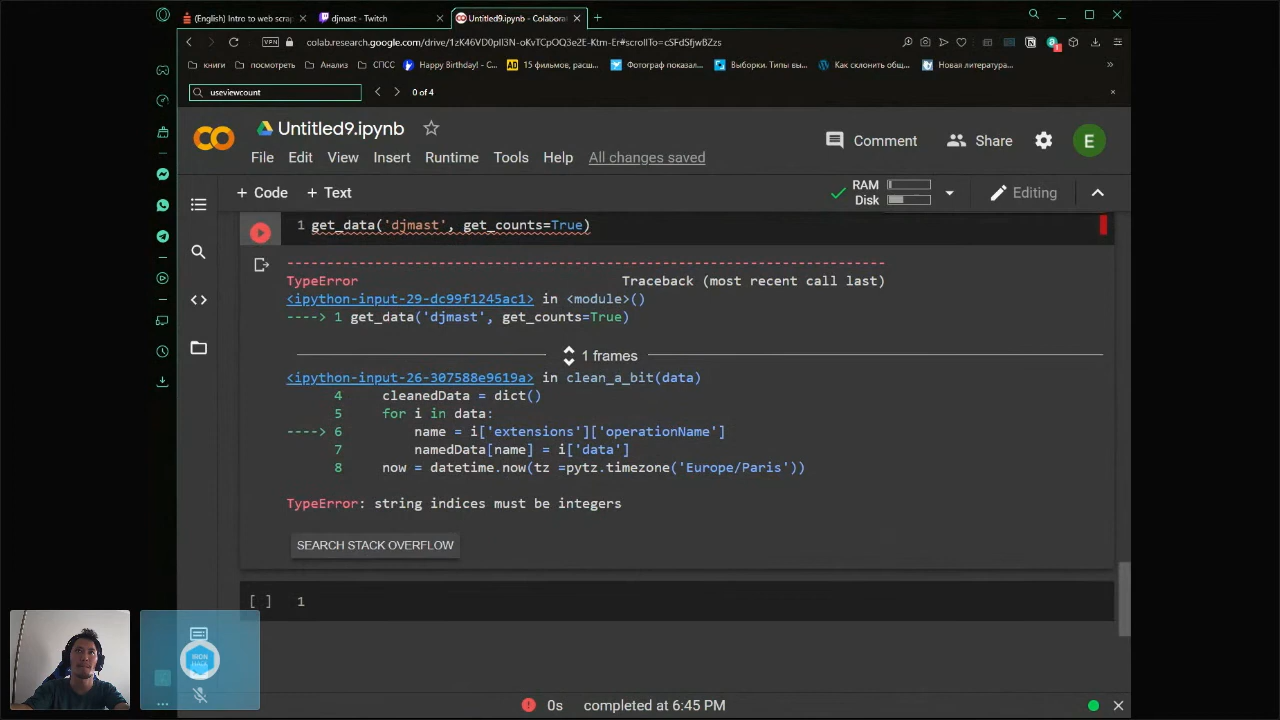 (English) Intro to web scrap
djmast - Twitch
Untitled9.ipynb - Colabora
VPN
colab.research.google.com/drive/1zK46VD0pIl3N-oKvTCpOQ3e2E-Ktm-Er#scrollTo=cSFdSfjwBZzs
книги
посмотреть
Анализ
СПСС
Happy Birthday! - C...
AD 15 фильмов, расш...
Фотограф показал...
Выборки. Типы вы...
Как склонить общ...
Новая литература...
useviewcount
0 of 4
Untitled9.ipynb
Comment
Share
E
File Edit View Insert Runtime Tools Help All changes saved
+ Code + Text
RAM
Disk
Editing
1 get_data('djmast', get_counts=True)
TypeError Traceback (most recent call last)
<ipython-input-29-dc99f1245ac1> in <module>()
----> 1 get_data('djmast', get_counts=True)
1 frames
<ipython-input-26-307588e9619a> in clean_a_bit(data)
4 cleanedData = dict()
5 for i in data:
----> 6 name = i['extensions']['operationName']
7 namedData[name] = i['data']
8 now = datetime.now(tz =pytz.timezone('Europe/Paris'))
TypeError: string indices must be integers
SEARCH STACK OVERFLOW
[ ] 1
0s completed at 6:45 PM